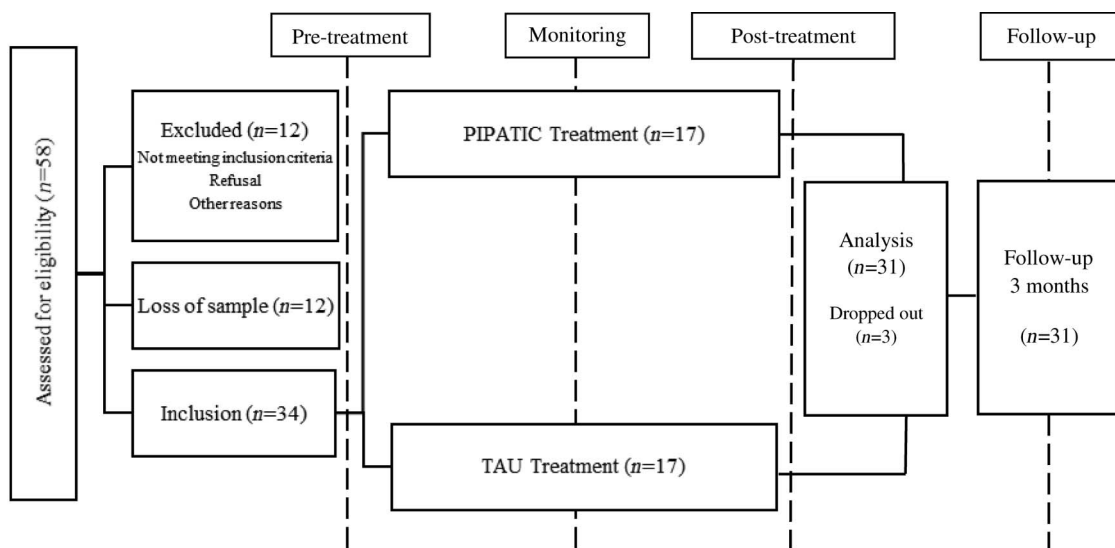 Pre-treatment
Monitoring
Post-treatment
Follow-up
Assessed for eligibility (n=58)
Excluded (n=12)
Not meeting inclusion criteria
Refusal
Other reasons
Loss of sample (n=12)
Inclusion (n=34)
PIPATIC Treatment (n=17)
TAU Treatment (n=17)
Analysis
(n=31)
Dropped out
(n=3)
Follow-up
3 months
(n=31)